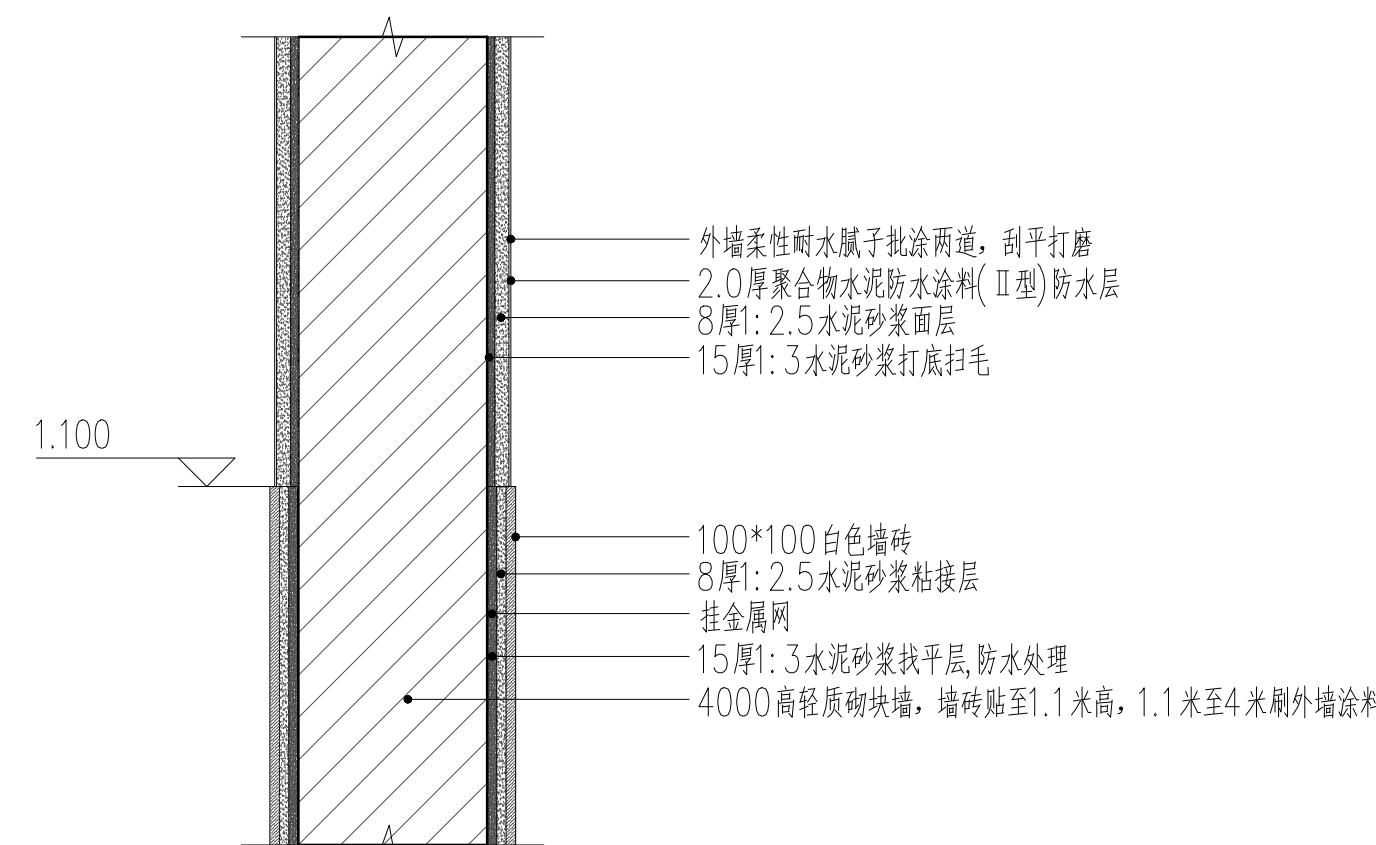 外墙柔性耐水腻子批涂两道，刮平打磨
2.0厚聚合物水泥防水涂料(Ⅱ型)防水层
8厚1：2.5水泥砂浆面层
15厚1：3水泥砂浆打底扫毛
1.100
100*100白色墙砖
8厚1：2.5水泥砂浆粘接层
挂金属网
15厚1：3水泥砂浆找平层,防水处理
4000高轻质砌块墙，墙砖贴至1.1米高，1.1米至4米刷外墙涂料